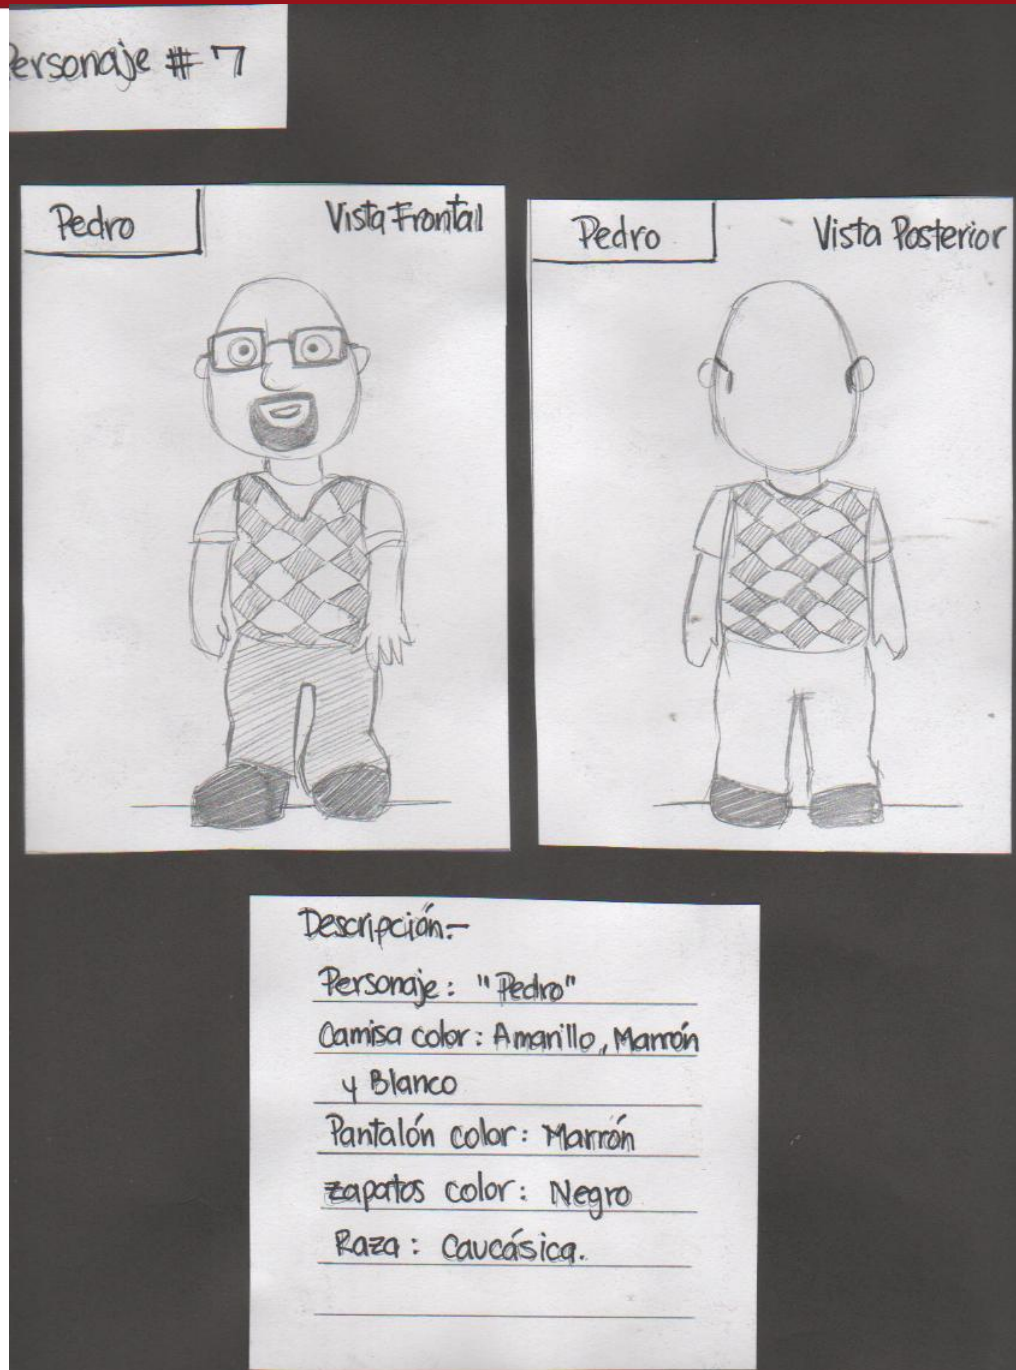 Personaje # 7
Pedro
Vista Frontal
Pedro
Vista Posterior
Descripción:-
Personaje: "Pedro"
Camisa color: Amarillo, Marrón
y Blanco
Pantalón color: Marrón
zapatos color: Negro
Raza: Caucásica.